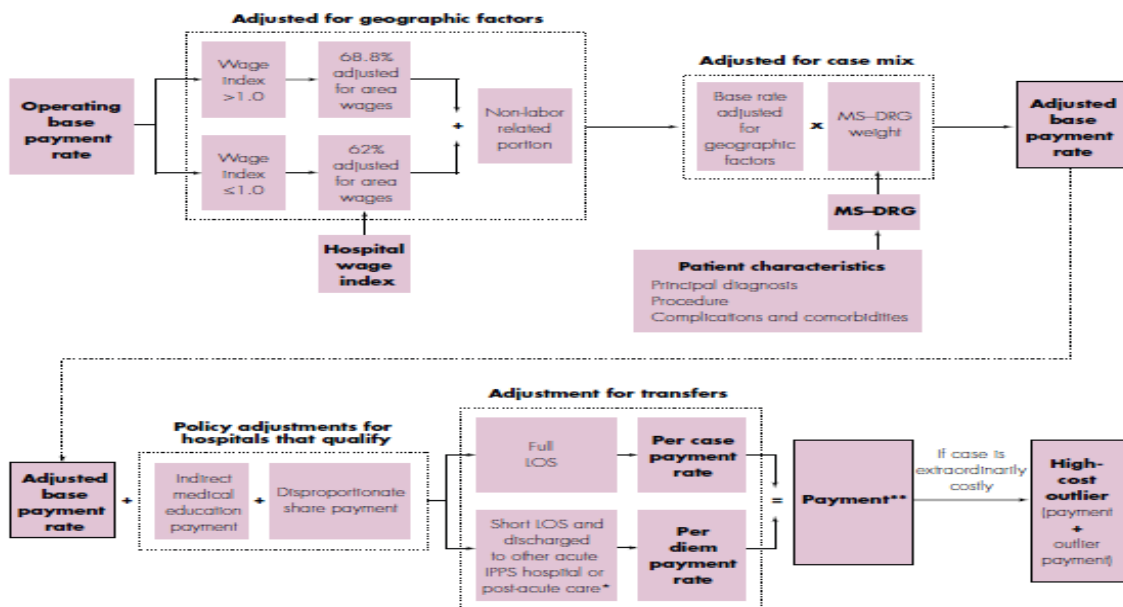 Adjusted for geographic factors
Operating
base
payment
rate
Wage
index
>1.0
68.8%
adjusted
for area
wages
Wage
index
≤1.0
62%
adjusted
for area
wages
+
Non-labor
related
portion
Hospital
wage
index
Adjusted for case mix
Base rate
adjusted
for
geographic
factors
x
MS–DRG
weight
MS–DRG
Patient characteristics
Principal diagnosis
Procedure
Complications and comorbidities
Adjusted
base
payment
rate
Adjusted
base
payment
rate
+
Policy adjustments for
hospitals that qualify
Indirect
medical
education
payment
+
Disproportionate
share payment
Adjustment for transfers
Full
LOS
Per case
payment
rate
Short LOS and
discharged
to other acute
IPPS hospital or
post-acute care*
Per
diem
payment
rate
=
Payment**
If case is
extraordinarily
costly
High-
cost
outlier
(payment
+
outlier
payment)